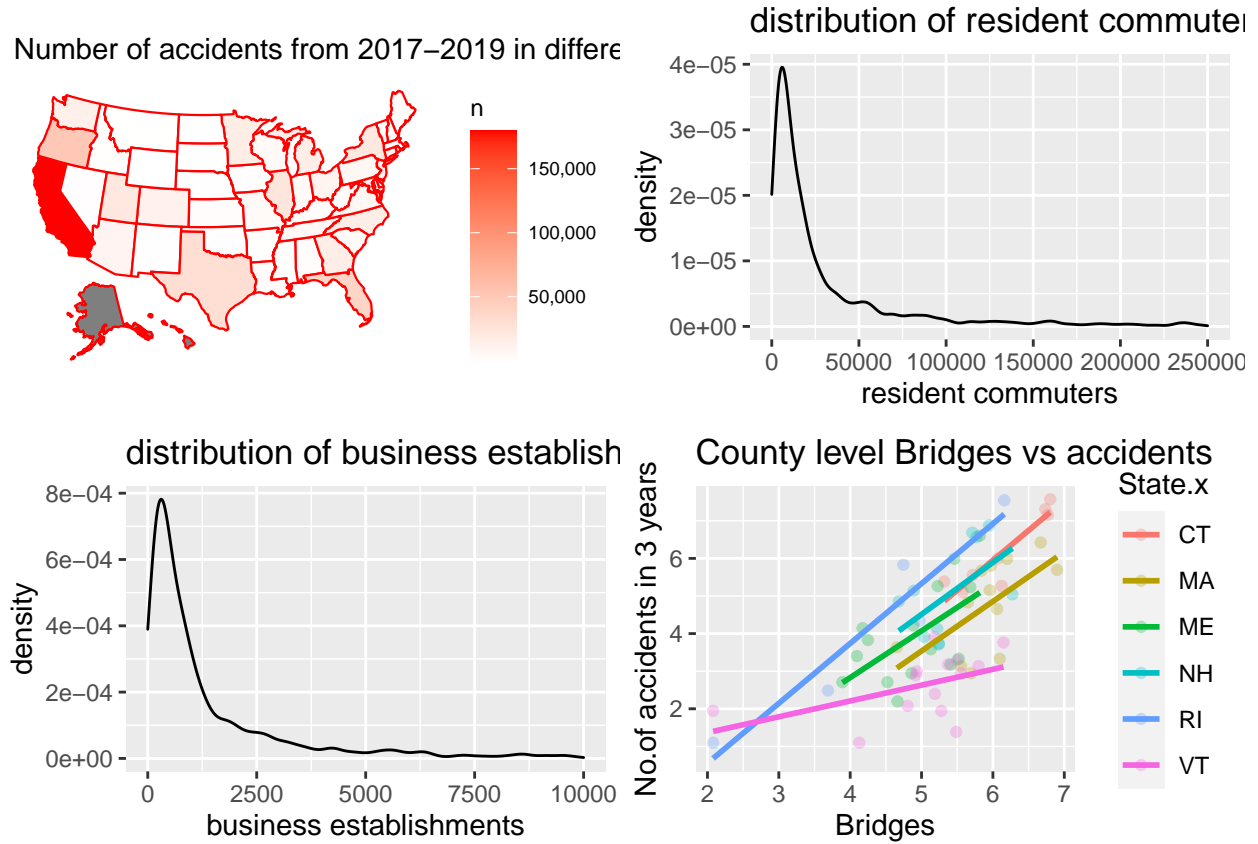 Number of accidents from 2017–2019 in differe
n
150,000
100,000
50,000
distribution of resident commuter
density
4e−05
3e−05
2e−05
1e−05
0e+00
0 50000 100000 150000 200000 250000
resident commuters
distribution of business establish
density
8e−04
6e−04
4e−04
2e−04
0e+00
0 2500 5000 7500 10000
business establishments
County level Bridges vs accidents
No.of accidents in 3 years
6
4
2
2 3 4 5 6 7
Bridges
State.x
CT
MA
ME
NH
RI
VT